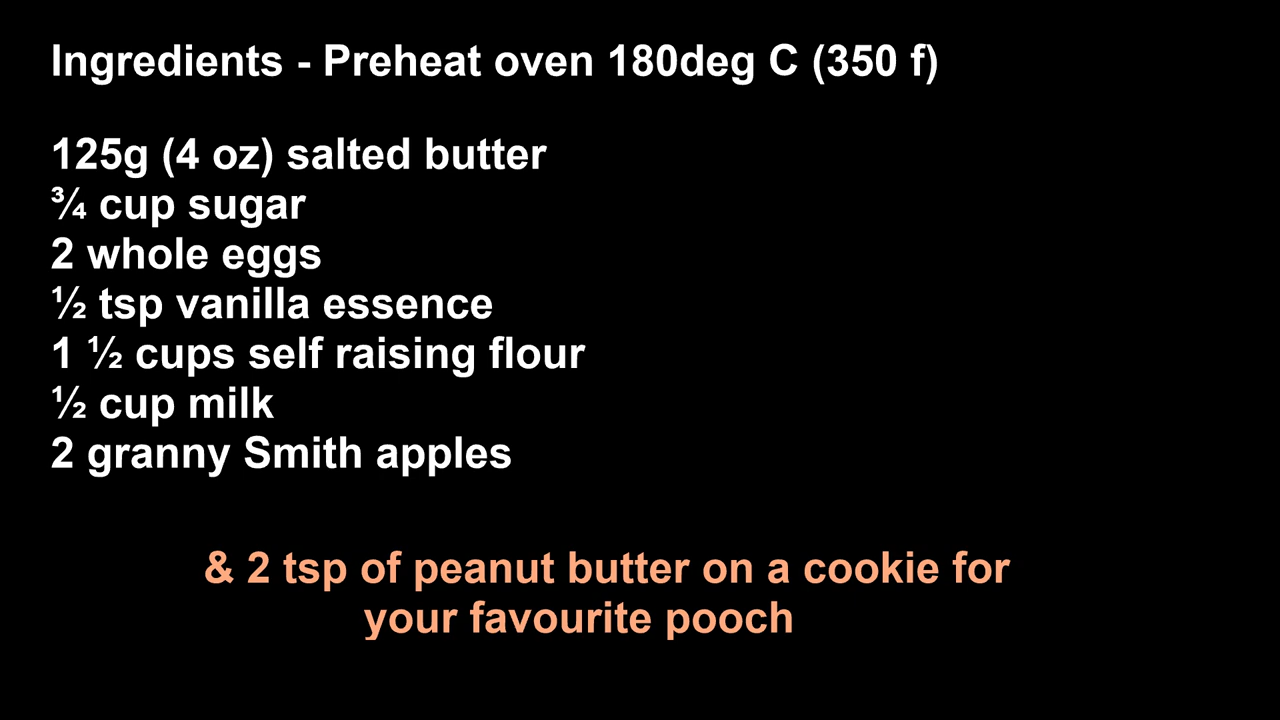 Ingredients - Preheat oven 180deg C (350 f)
125g (4 oz) salted butter
¾ cup sugar
2 whole eggs
½ tsp vanilla essence
1 ½ cups self raising flour
½ cup milk
2 granny Smith apples
& 2 tsp of peanut butter on a cookie for
your favourite pooch